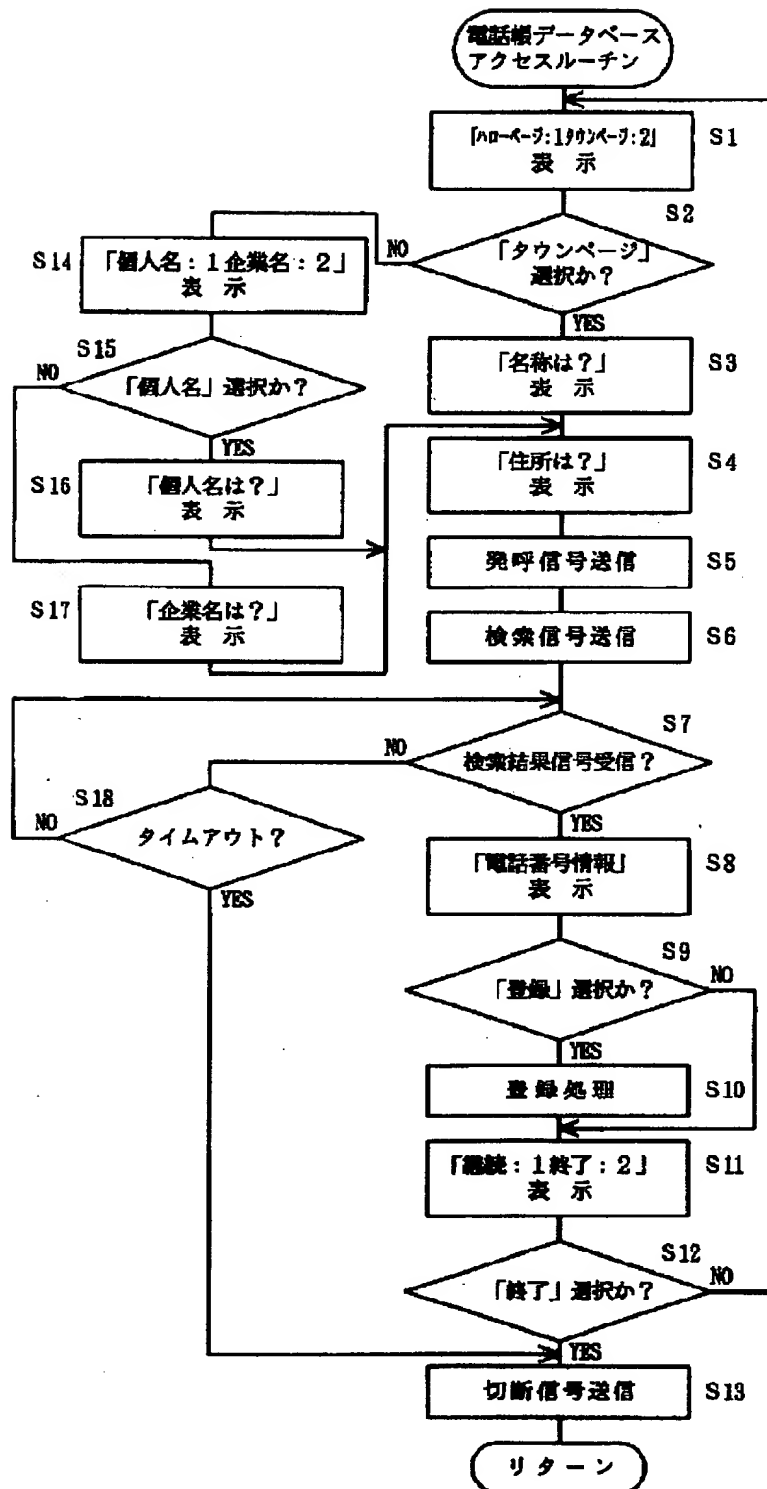 電話帳データベース
アクセスルーチン
「ハローページ:1タウンページ:2」
表 示
S1
S2
「タウンページ」
選択か?
NO
YES
S14
「個人名:1企業名:2」
表 示
S15
「個人名」選択か?
NO
YES
S3
「名称は?」
表 示
S16
「個人名は?」
表 示
S4
「住所は?」
表 示
S5
発呼信号送信
S17
「企業名は?」
表 示
S6
検索信号送信
S7
検索結果信号受信?
NO
YES
S18
タイムアウト?
NO
YES
S8
「電話番号情報」
表 示
S9
「登録」選択か?
NO
YES
S10
登録処理
S11
「継続:1終了:2」
表 示
S12
「終了」選択か?
NO
YES
S13
切断信号送信
リターン